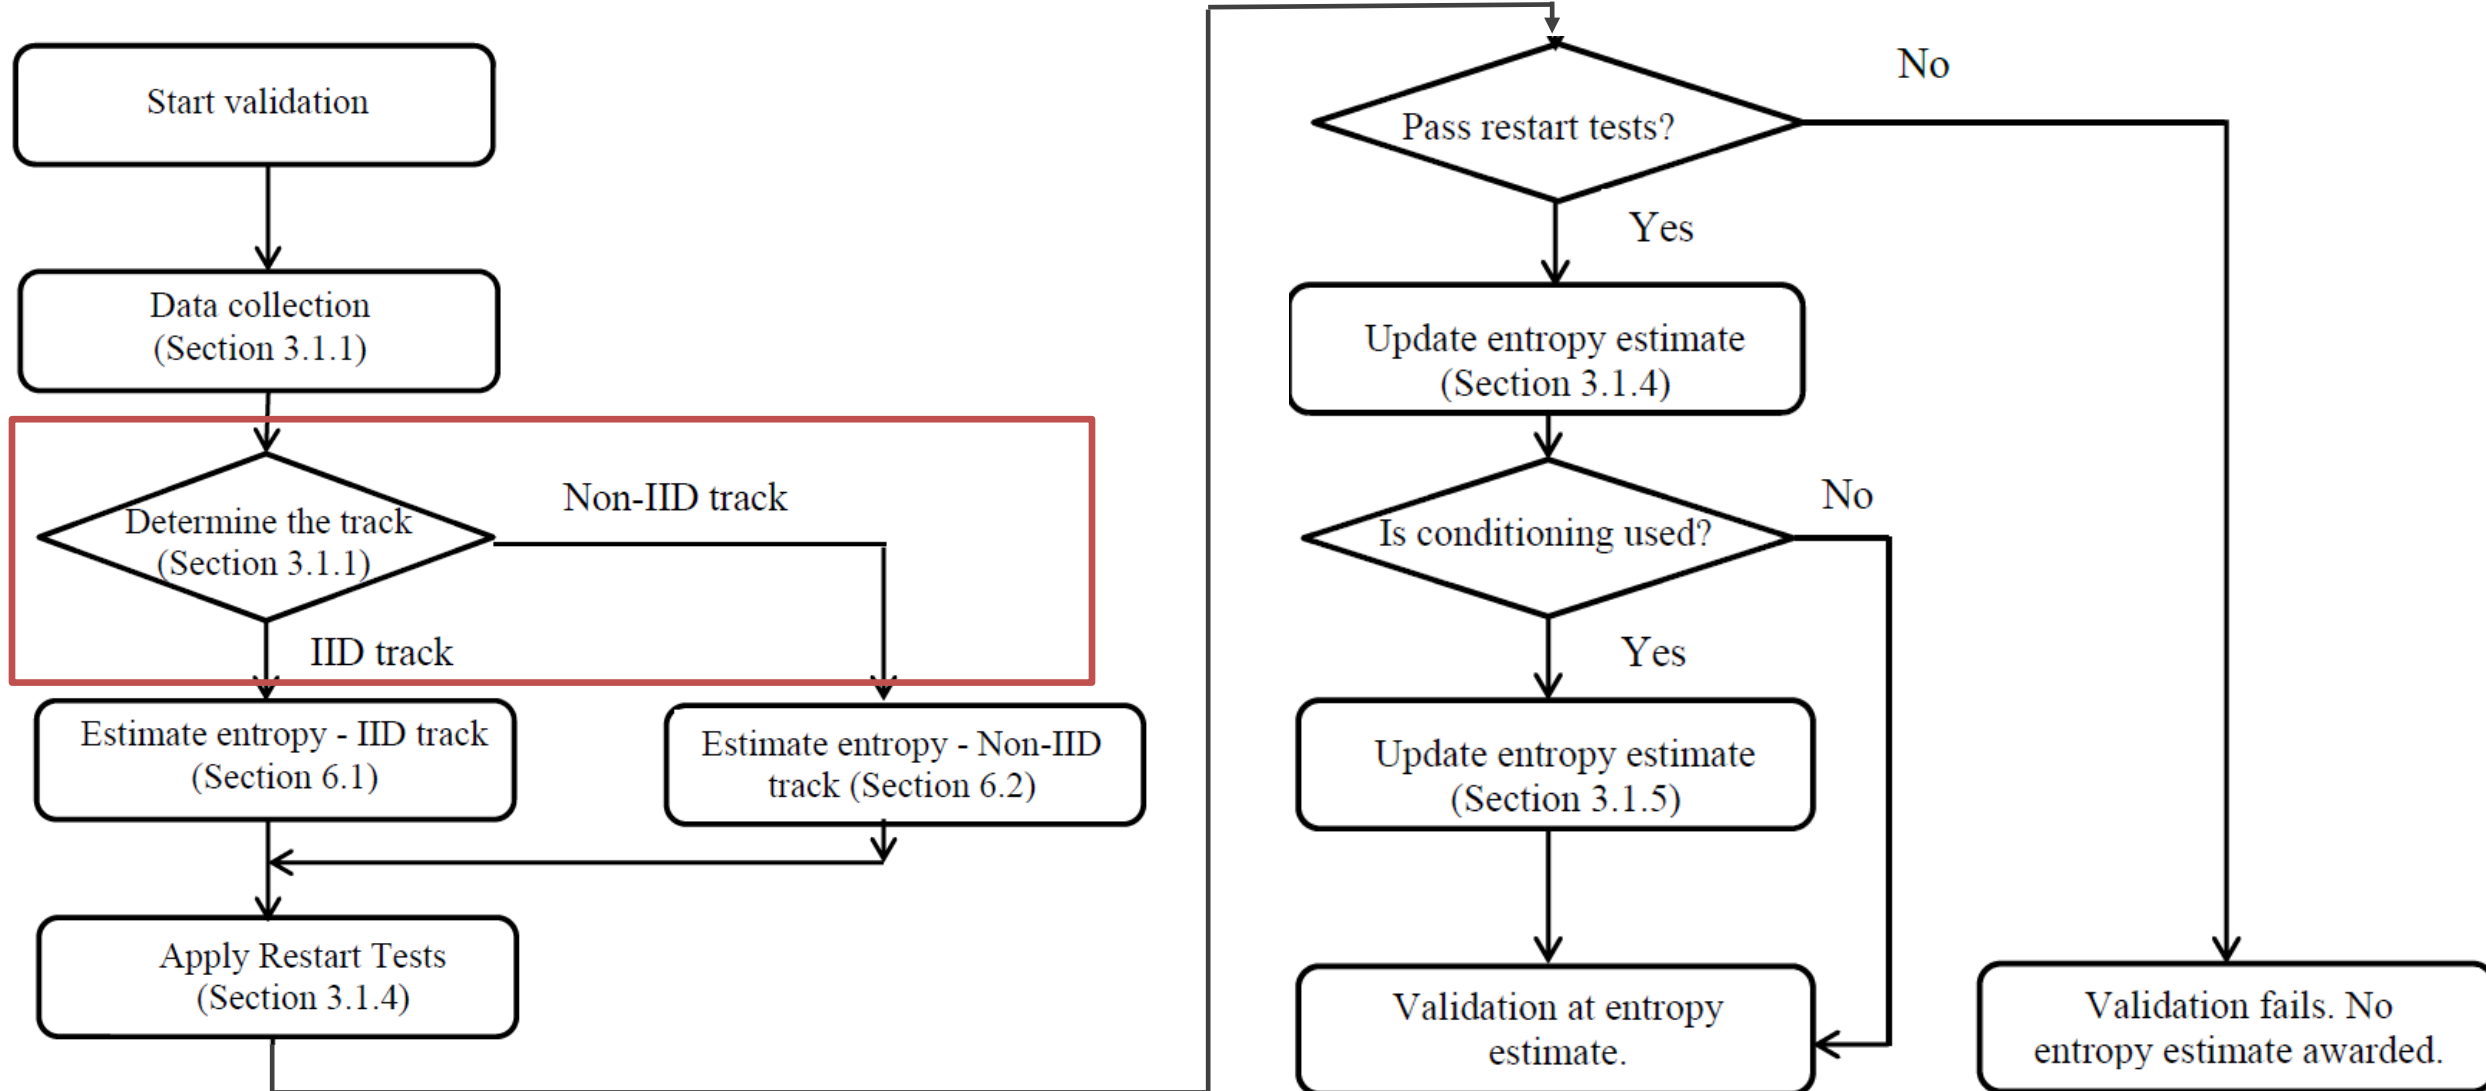 Start validation
Data collection
(Section 3.1.1)
Determine the track
(Section 3.1.1)
Non-IID track
IID track
Estimate entropy - IID track
(Section 6.1)
Estimate entropy - Non-IID
track (Section 6.2)
Apply Restart Tests
(Section 3.1.4)
Pass restart tests?
No
Yes
Update entropy estimate
(Section 3.1.4)
Is conditioning used?
No
Yes
Update entropy estimate
(Section 3.1.5)
Validation at entropy
estimate.
Validation fails. No
entropy estimate awarded.